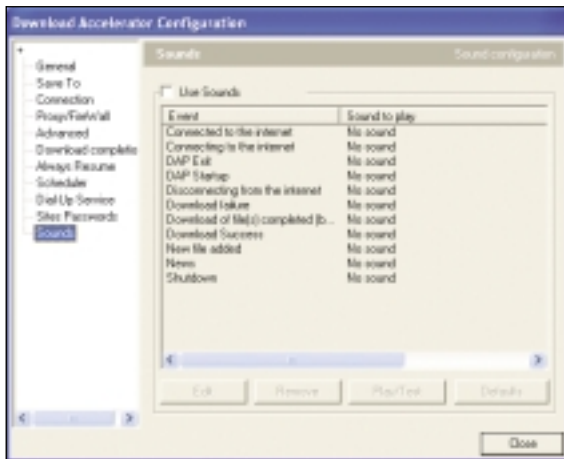 Download Accelerator Configuration
General
Save To
Connection
Proxy/FireWall
Advanced
Download completio
Always Resume
Scheduler
Dial-Up Service
Sites Passwords
Sounds
Sounds Sound configuration
Use Sounds
Event Sound to play
Connected to the internet No sound
Connecting to the internet No sound
DAP Exit No sound
DAP Startup No sound
Disconnecting from the internet No sound
Download failure No sound
Download of file(s) completed (b... No sound
Download Success No sound
New file added No sound
News No sound
Shutdown No sound
Edit Remove Play/Test Defaults
Close